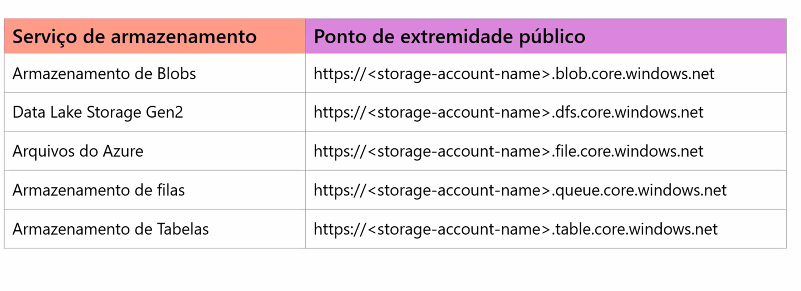 Serviço de armazenamento Ponto de extremidade público
Armazenamento de Blobs https://<storage-account-name>.blob.core.windows.net
Data Lake Storage Gen2 https://<storage-account-name>.dfs.core.windows.net
Arquivos do Azure https://<storage-account-name>.file.core.windows.net
Armazenamento de filas https://<storage-account-name>.queue.core.windows.net
Armazenamento de Tabelas https://<storage-account-name>.table.core.windows.net